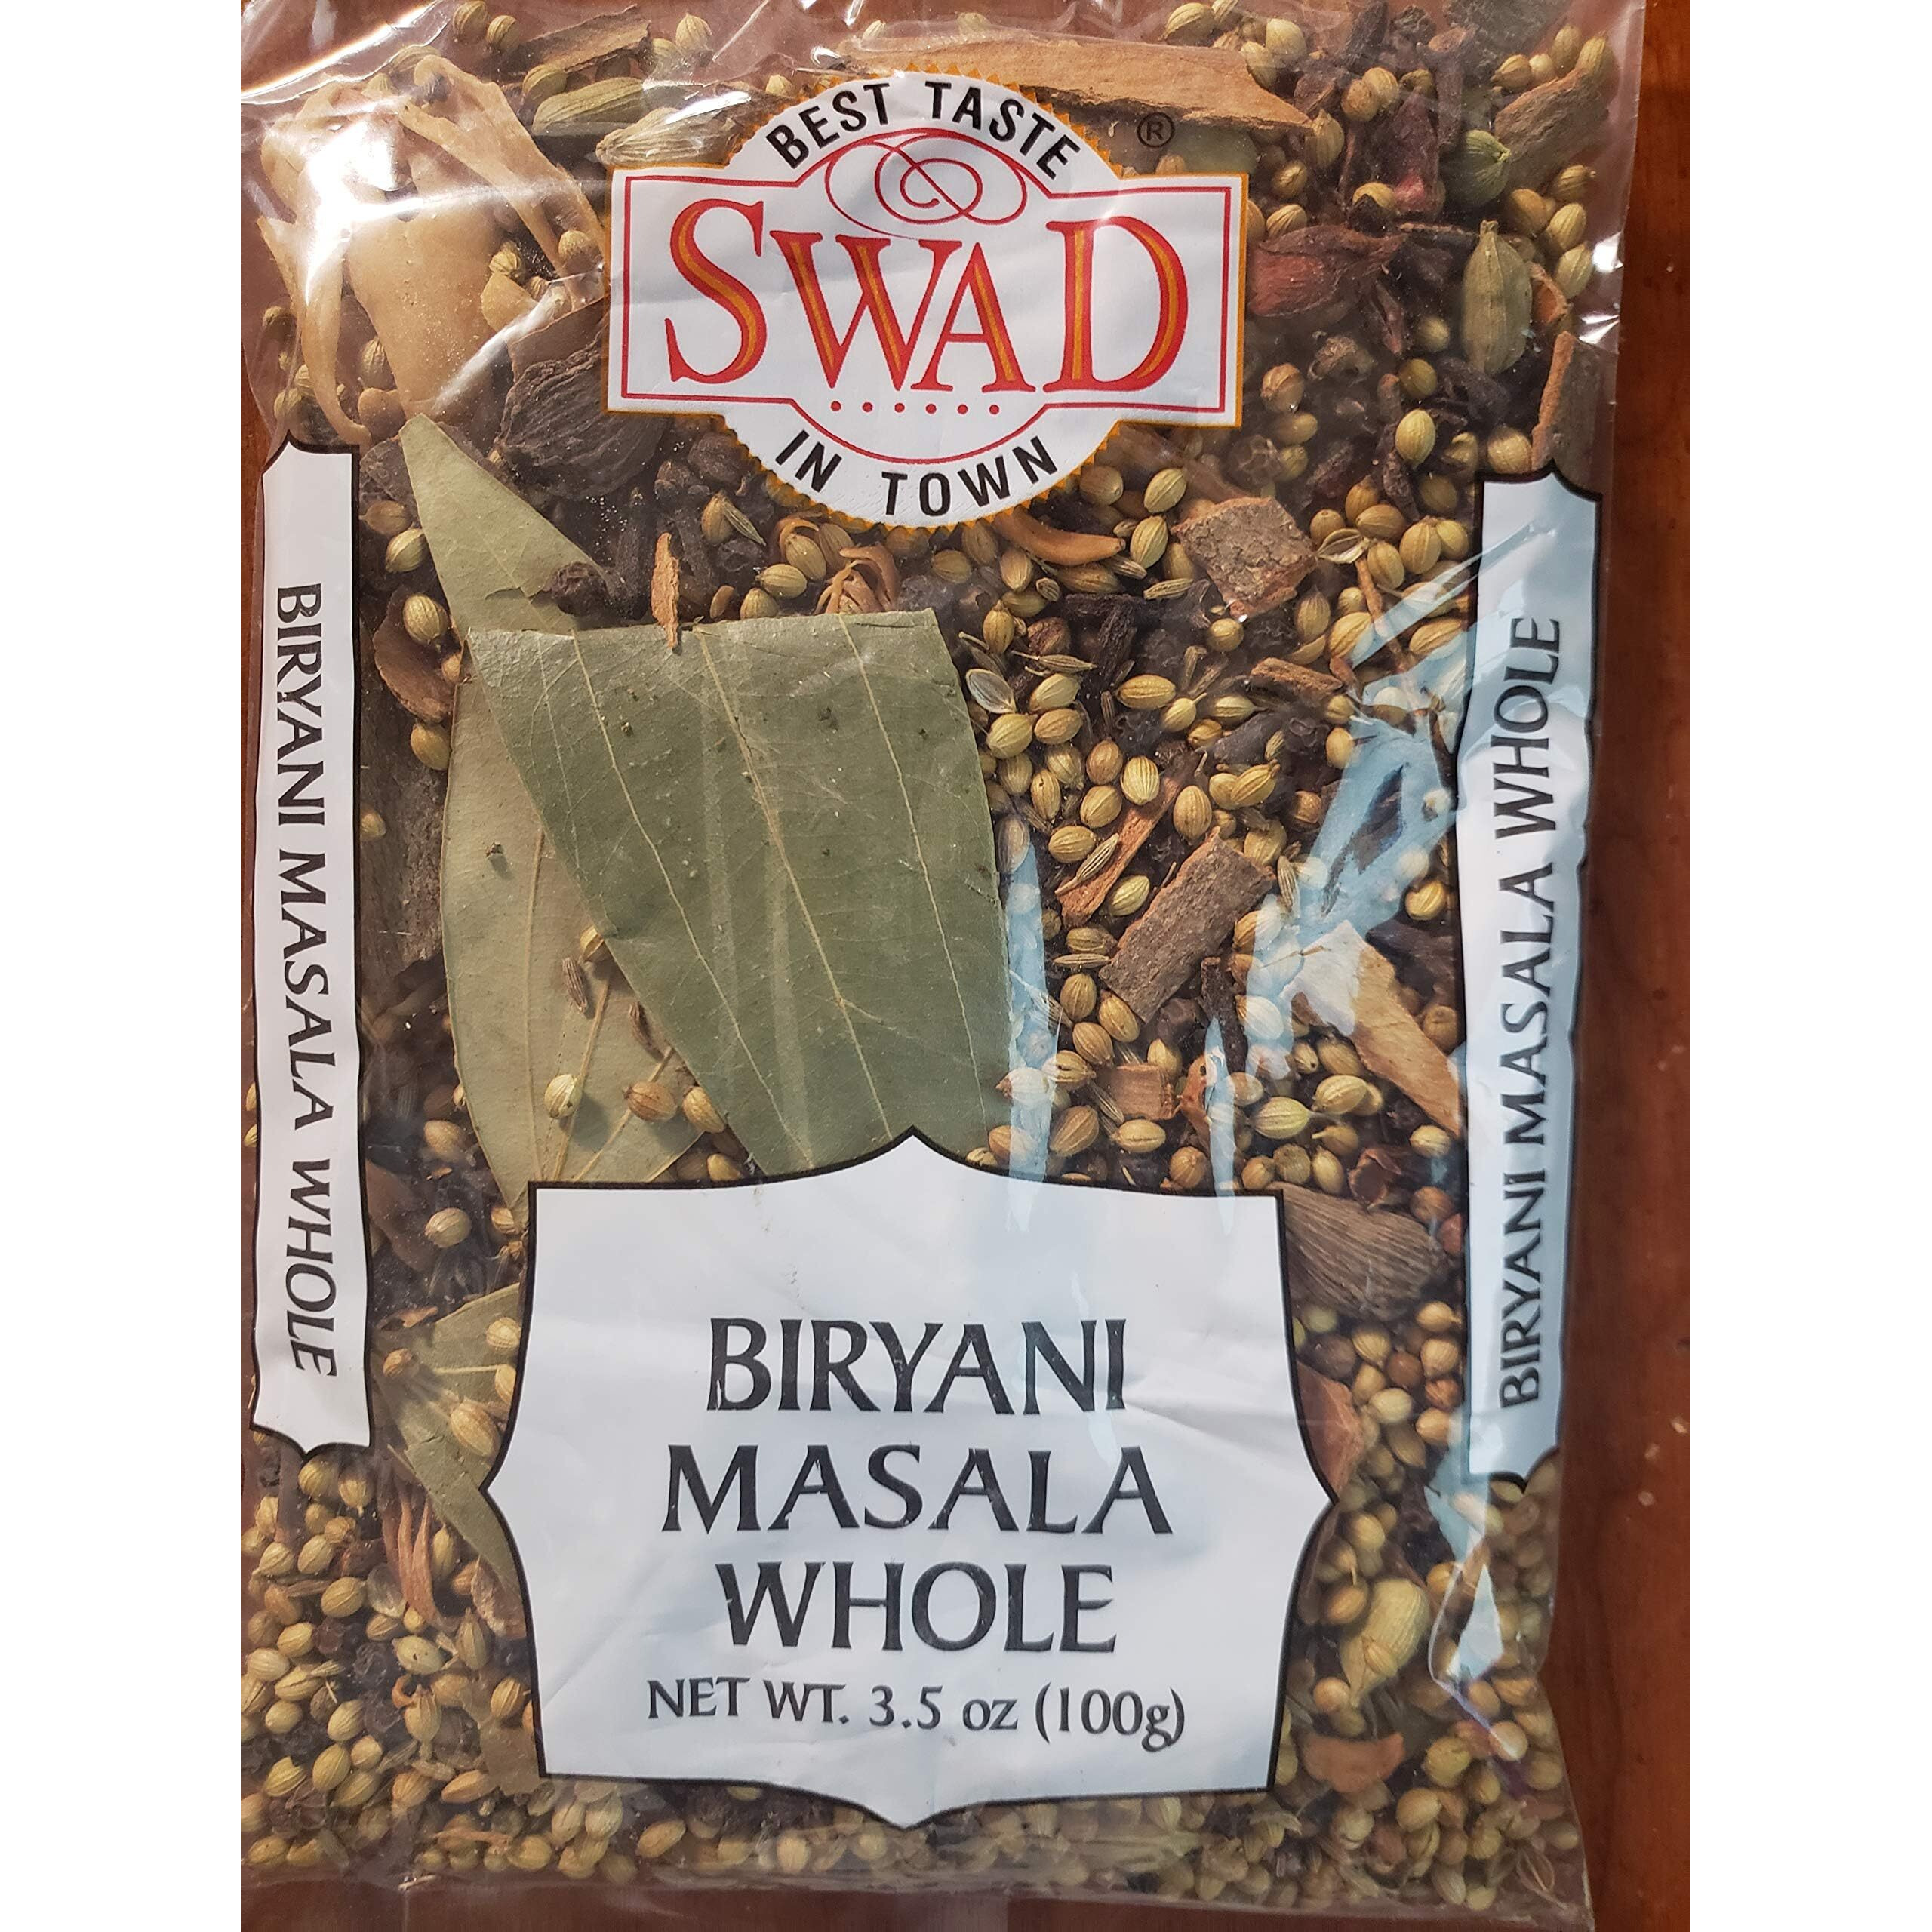 BEST TASTE
®
SWAD
IN TOWN
BIRYANI MASALA WHOLE
BIRYANI MASALA WHOLE
BIRYANI
MASALA
WHOLE
NET WT. 3.5 oz (100g)